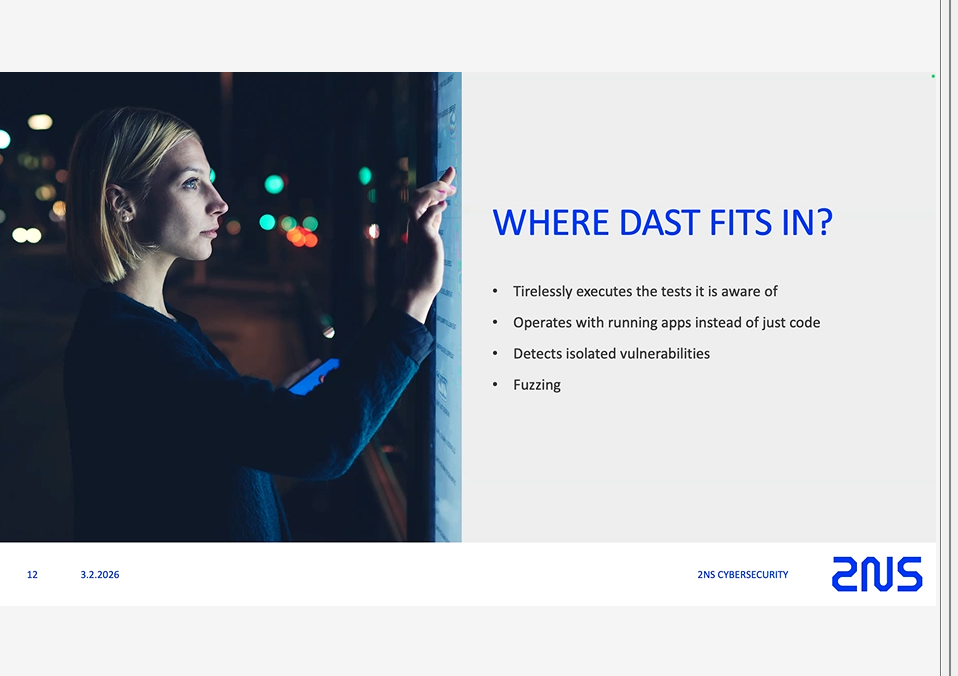 WHERE DAST FITS IN?
• Tirelessly executes the tests it is aware of
• Operates with running apps instead of just code
• Detects isolated vulnerabilities
• Fuzzing
12
3.2.2026
2NS CYBERSECURITY
2NS